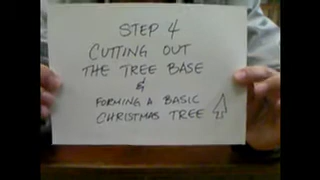 STEP 4
CUTTING OUT
THE TREE BASE
&
FORMING A BASIC
CHRISTMAS TREE